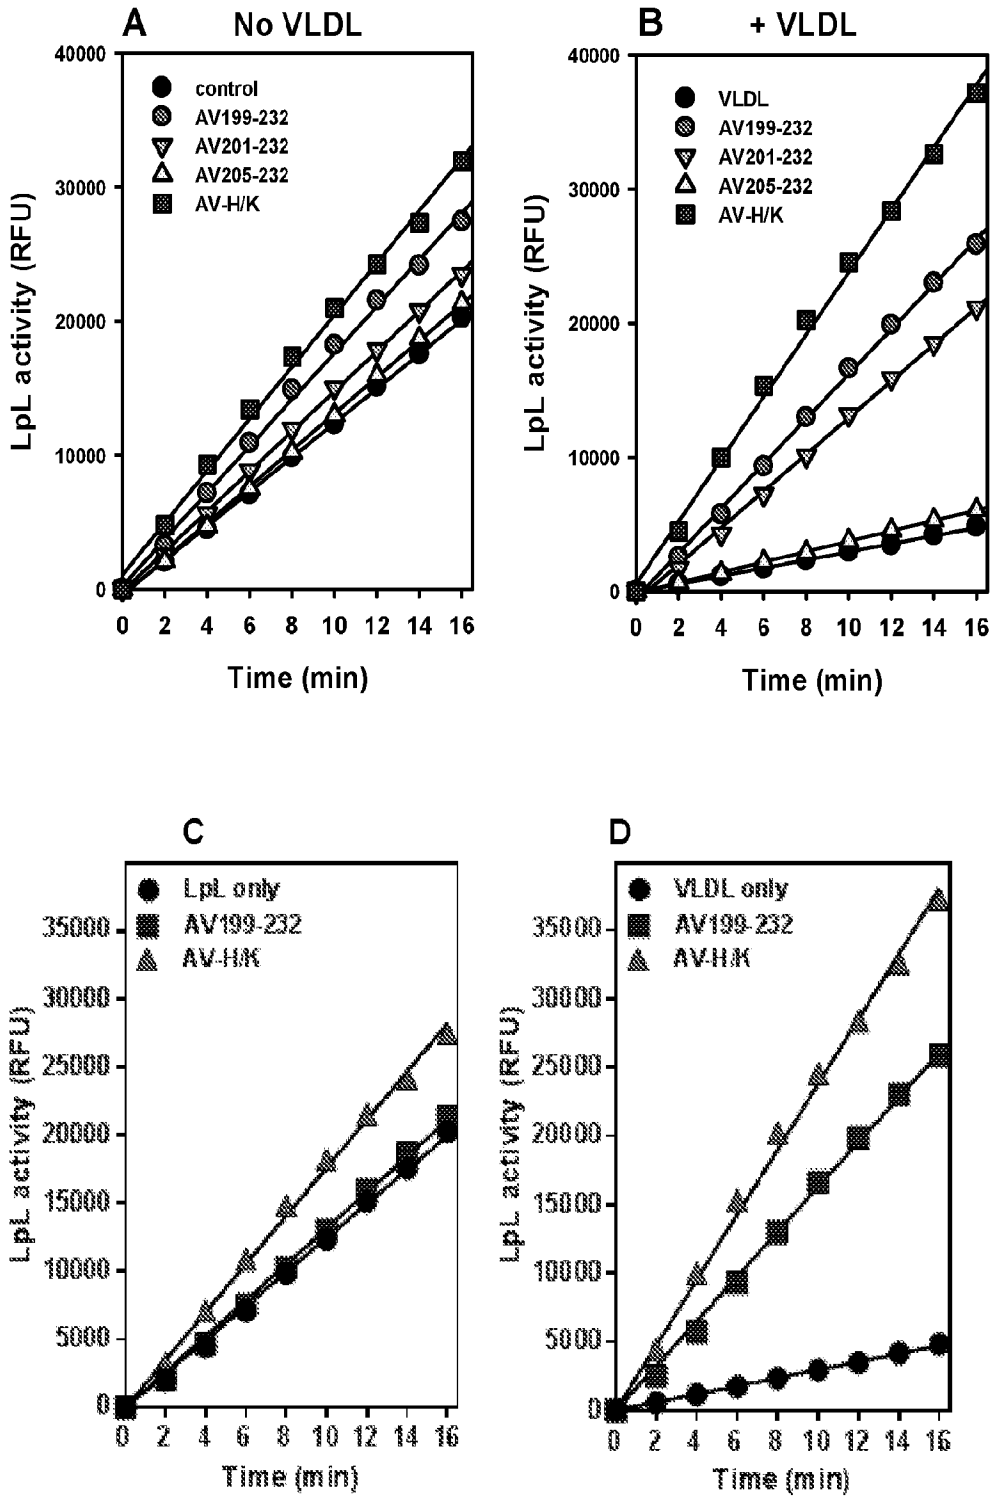 A No VLDL
40000
30000
20000
10000
0
LpL activity (RFU)
control
AV199-232
AV201-232
AV205-232
AV-H/K
0 2 4 6 8 10 12 14 16
Time (min)
B + VLDL
40000
30000
20000
10000
0
LpL activity (RFU)
VLDL
AV199-232
AV201-232
AV205-232
AV-H/K
0 2 4 6 8 10 12 14 16
Time (min)
C
35000
30000
25000
20000
15000
10000
5000
0
LpL activity (RFU)
LpL only
AV199-232
AV-H/K
0 2 4 6 8 10 12 14 16
Time (min)
D
35000
30000
25000
20000
15000
10000
5000
0
LpL activity (RFU)
VLDL only
AV199-232
AV-H/K
0 2 4 6 8 10 12 14 16
Time (min)